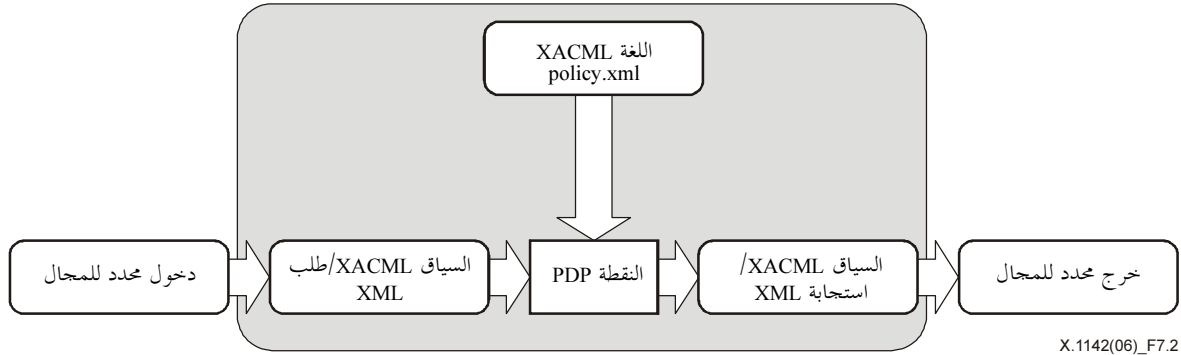 اللغة XACML
policy.xml
دخول محدد للمجال
السياق XACML/طلب
XML
النقطة PDP
السياق XACML/
استجابة XML
خرج محدد للمجال
X.1142(06)_F7.2